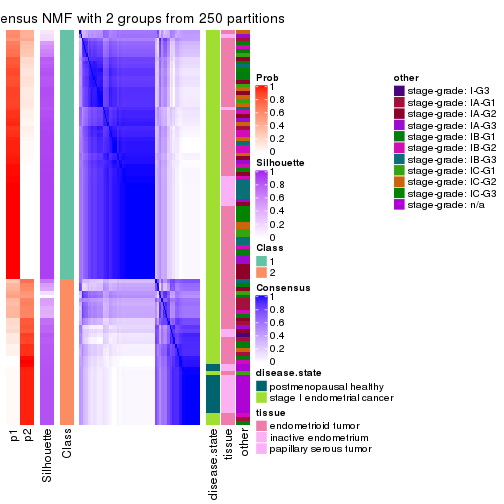 ensus NMF with 2 groups from 250 partitions
Prob
1
0.8
0.6
0.4
0.2
0
Silhouette
1
0.8
0.6
0.4
0.2
0
Class
1
2
Consensus
1
0.8
0.6
0.4
0.2
0
disease.state
postmenopausal healthy
stage I endometrial cancer
tissue
endometrioid tumor
inactive endometrium
papillary serous tumor
other
stage-grade: I-G3
stage-grade: IA-G1
stage-grade: IA-G2
stage-grade: IA-G3
stage-grade: IB-G1
stage-grade: IB-G2
stage-grade: IB-G3
stage-grade: IC-G1
stage-grade: IC-G2
stage-grade: IC-G3
stage-grade: n/a
p1
p2
Silhouette
Class
disease.state
tissue
other